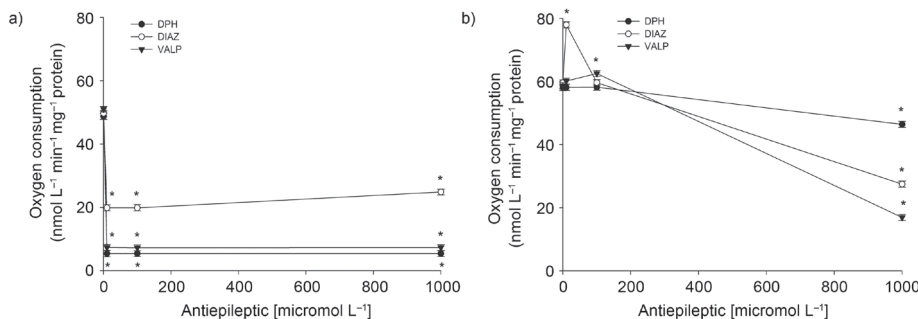 a)
DPH
DIAZ
VALP
Oxygen consumption
(nmol L⁻¹ min⁻¹ mg⁻¹ protein)
80
60
40
20
0
* *
*
* *
*
* *
*
0 200 400 600 800 1000
Antiepileptic [micromol L⁻¹]
b)
DPH
DIAZ
VALP
Oxygen consumption
(nmol L⁻¹ min⁻¹ mg⁻¹ protein)
80
60
40
20
0
*
*
*
*
*
0 200 400 600 800 1000
Antiepileptic [micromol L⁻¹]